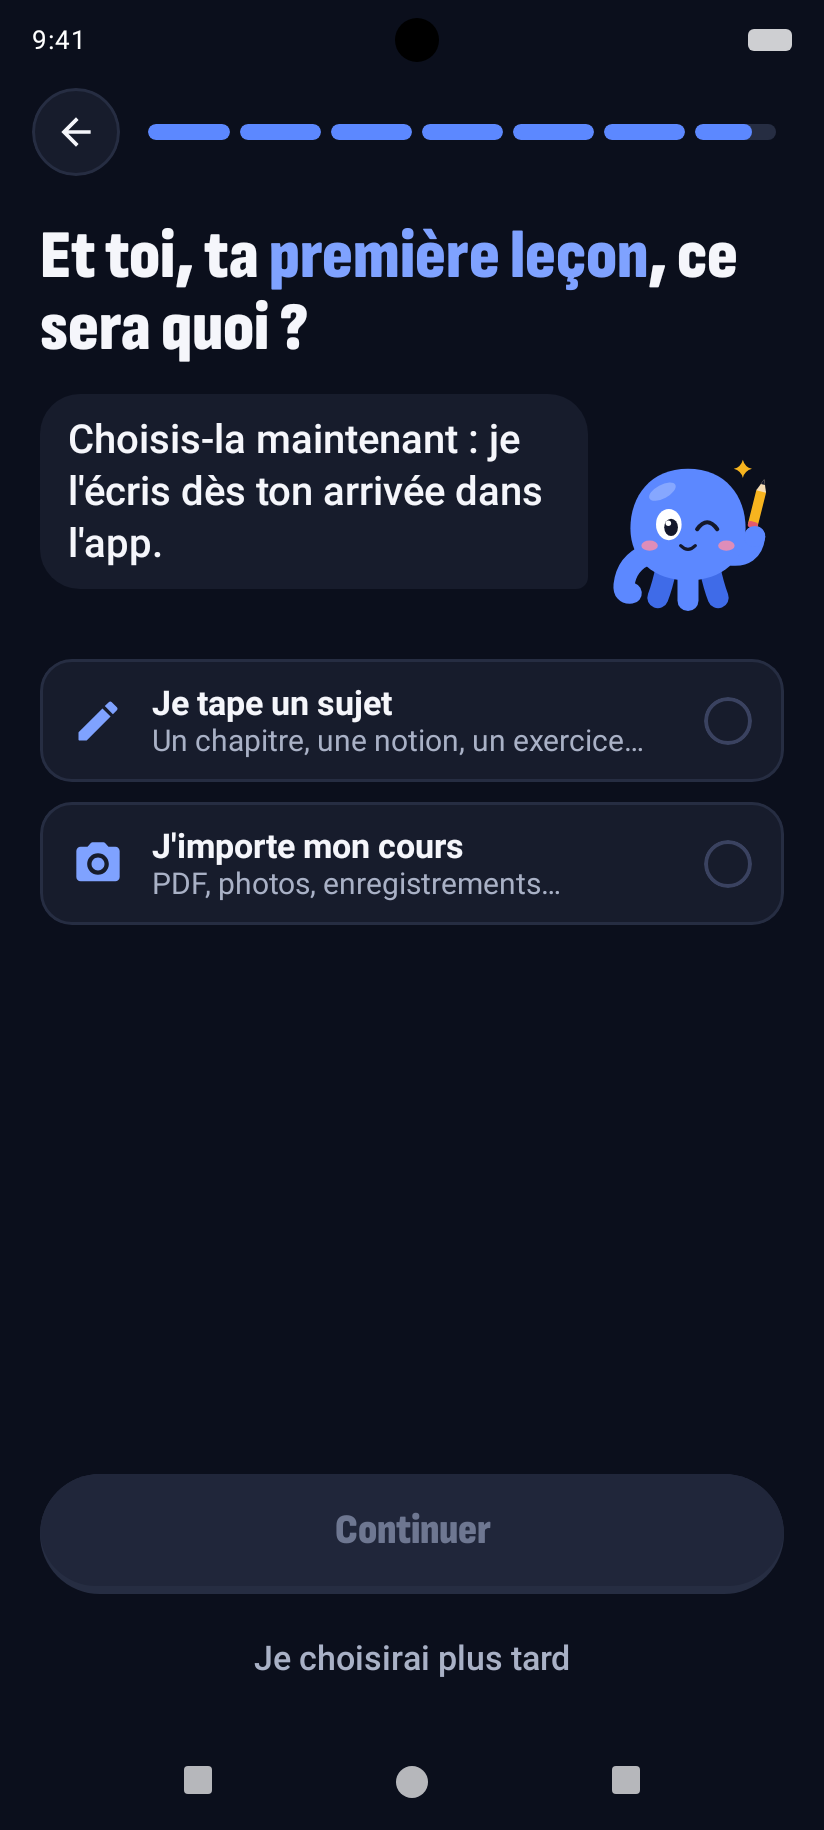 9:41
Et toi, ta première leçon, ce
sera quoi ?
Choisis-la maintenant : je
l'écris dès ton arrivée dans
l'app.
Je tape un sujet
Un chapitre, une notion, un exercice…
J'importe mon cours
PDF, photos, enregistrements…
Continuer
Je choisirai plus tard